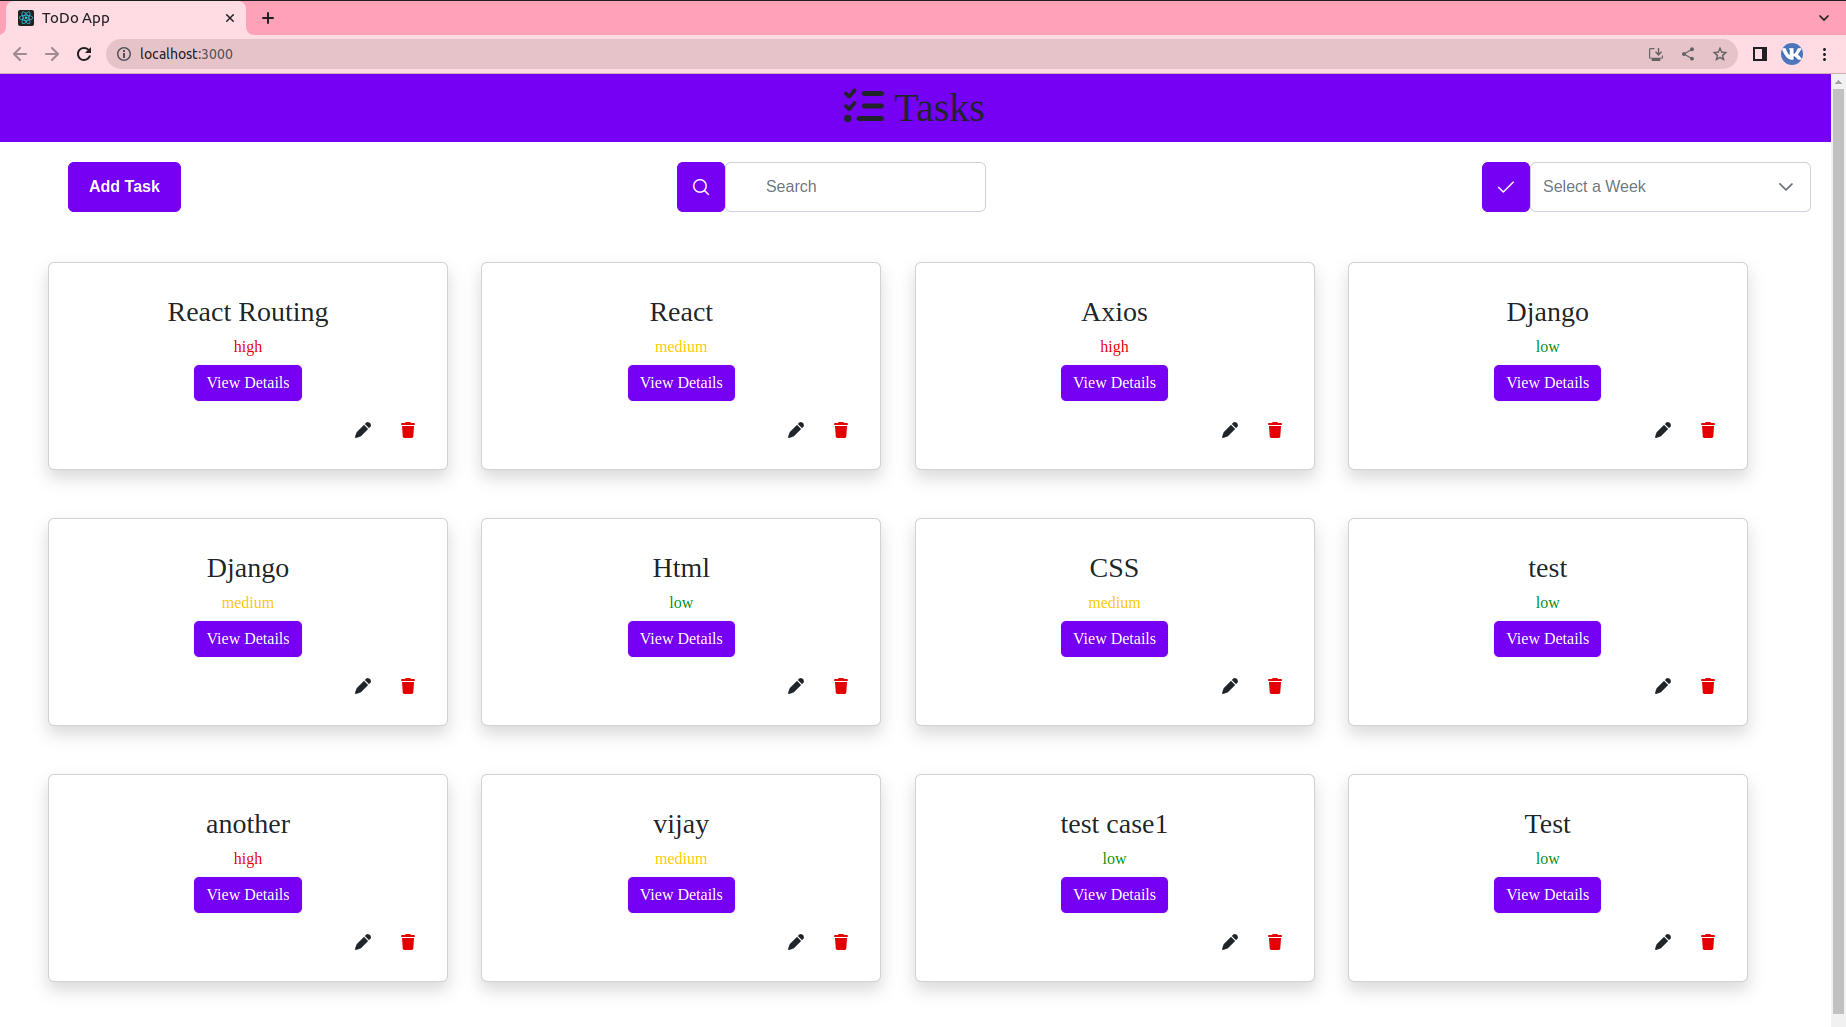 ToDo App
localhost:3000
Tasks
Add Task
Search
Select a Week
React Routing
high
View Details
React
medium
View Details
Axios
high
View Details
Django
low
View Details
Django
medium
View Details
Html
low
View Details
CSS
medium
View Details
test
low
View Details
another
high
View Details
vijay
medium
View Details
test case1
low
View Details
Test
low
View Details